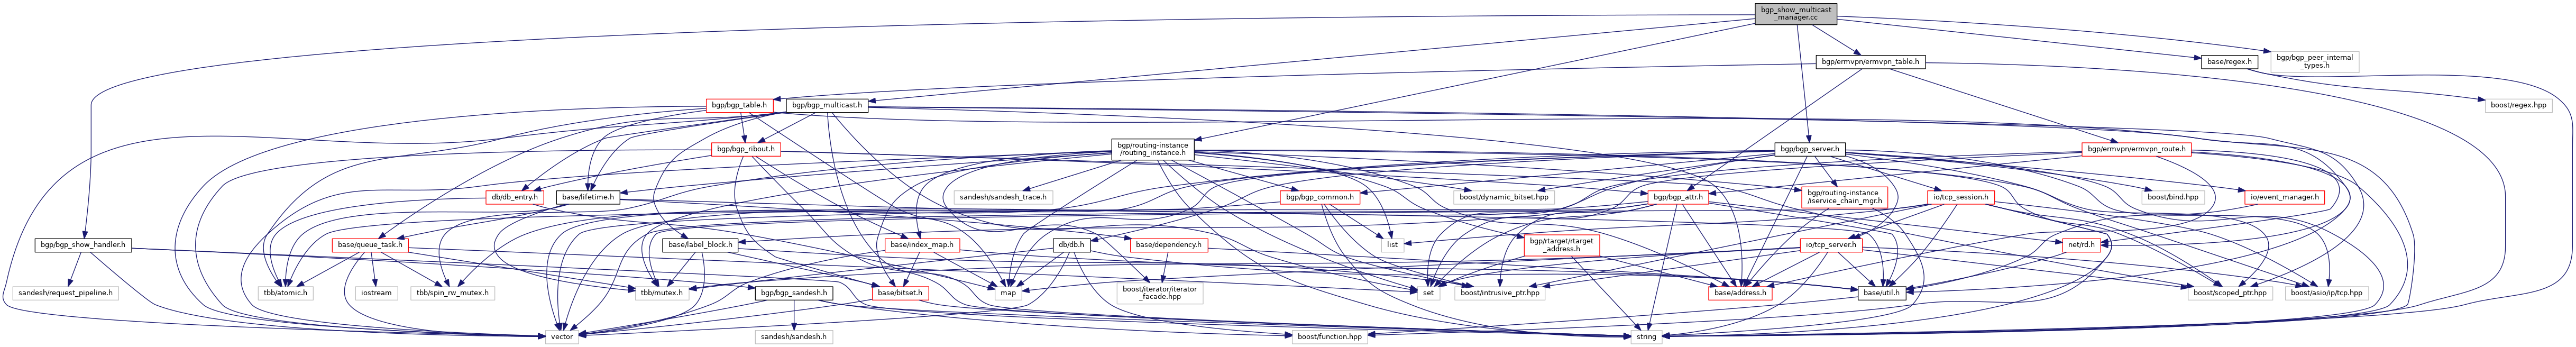 bgp_show_multicast
_manager.cc
bgp/bgp_peer_internal
_types.h
bgp/ermvpn/ermvpn_table.h
base/regex.h
bgp/bgp_table.h
bgp/bgp_multicast.h
boost/regex.hpp
bgp/bgp_ribout.h
bgp/routing-instance
/routing_instance.h
bgp/bgp_server.h
bgp/ermvpn/ermvpn_route.h
db/db_entry.h
base/lifetime.h
sandesh/sandesh_trace.h
bgp/bgp_common.h
boost/dynamic_bitset.hpp
bgp/bgp_attr.h
bgp/routing-instance
/iservice_chain_mgr.h
io/tcp_session.h
boost/bind.hpp
io/event_manager.h
bgp/bgp_show_handler.h
base/queue_task.h
base/label_block.h
base/index_map.h
db/db.h
base/dependency.h
list
bgp/rtarget/rtarget
_address.h
io/tcp_server.h
net/rd.h
sandesh/request_pipeline.h
tbb/atomic.h
iostream
tbb/spin_rw_mutex.h
tbb/mutex.h
bgp/bgp_sandesh.h
base/bitset.h
map
boost/iterator/iterator
_facade.hpp
set
boost/intrusive_ptr.hpp
base/address.h
base/util.h
boost/scoped_ptr.hpp
boost/asio/ip/tcp.hpp
vector
sandesh/sandesh.h
boost/function.hpp
string